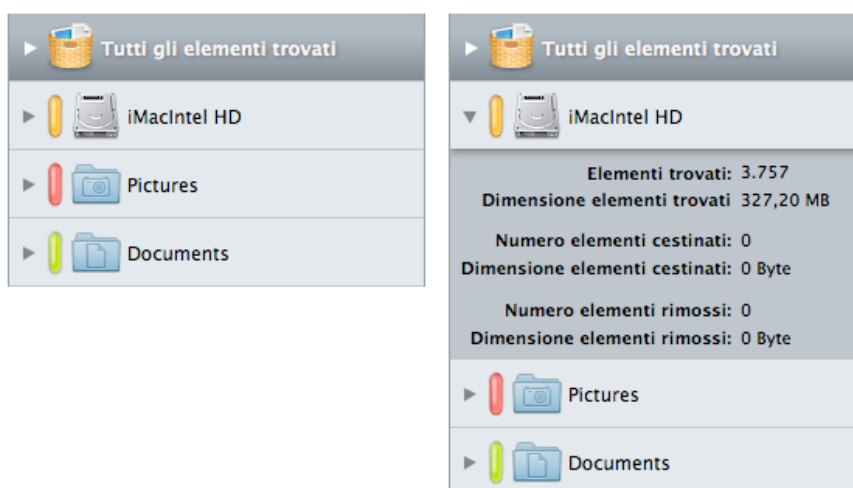 Tutti gli elementi trovati
iMacIntel HD
Pictures
Documents
Tutti gli elementi trovati
iMacIntel HD
Elementi trovati: 3.757
Dimensione elementi trovati 327,20 MB
Numero elementi cestinati: 0
Dimensione elementi cestinati: 0 Byte
Numero elementi rimossi: 0
Dimensione elementi rimossi: 0 Byte
Pictures
Documents